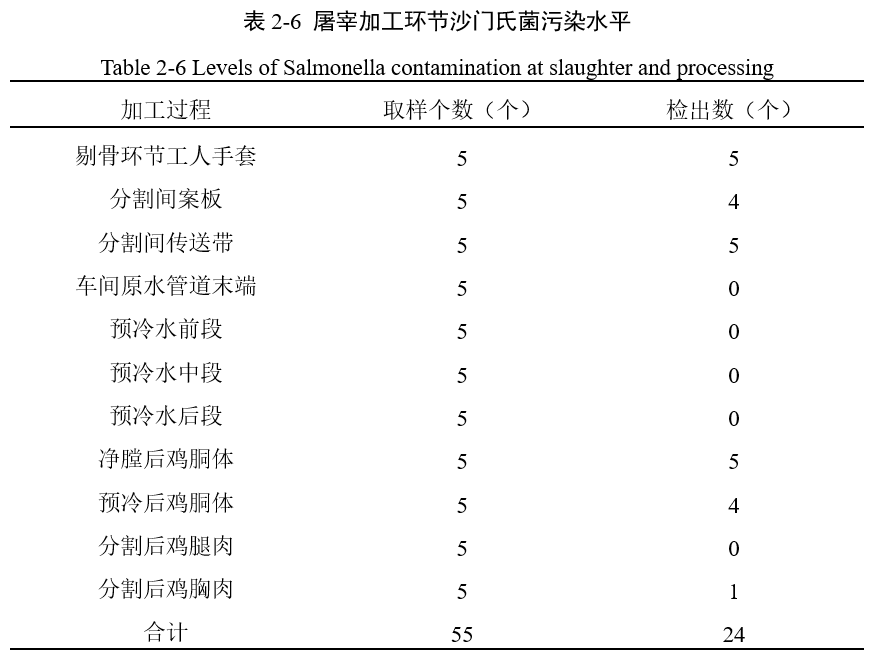 表 2-6 屠宰加工环节沙门氏菌污染水平
Table 2-6 Levels of Salmonella contamination at slaughter and processing
加工过程 取样个数（个） 检出数（个）
剔骨环节工人手套 5 5
分割间案板 5 4
分割间传送带 5 5
车间原水管道末端 5 0
预冷水前段 5 0
预冷水中段 5 0
预冷水后段 5 0
净膛后鸡胴体 5 5
预冷后鸡胴体 5 4
分割后鸡腿肉 5 0
分割后鸡胸肉 5 1
合计 55 24